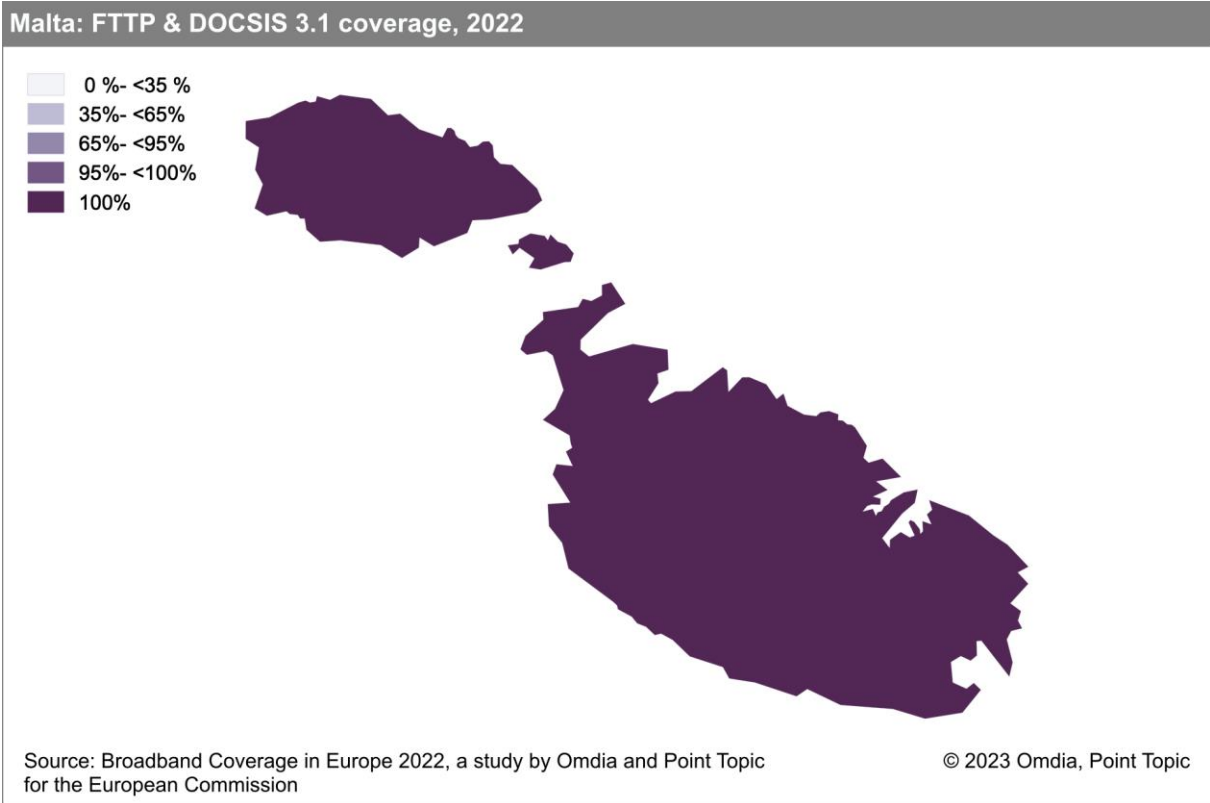 Malta: FTTP & DOCSIS 3.1 coverage, 2022
0 %- <35 %
35%- <65%
65%- <95%
95%- <100%
100%
Source: Broadband Coverage in Europe 2022, a study by Omdia and Point Topic
for the European Commission
© 2023 Omdia, Point Topic